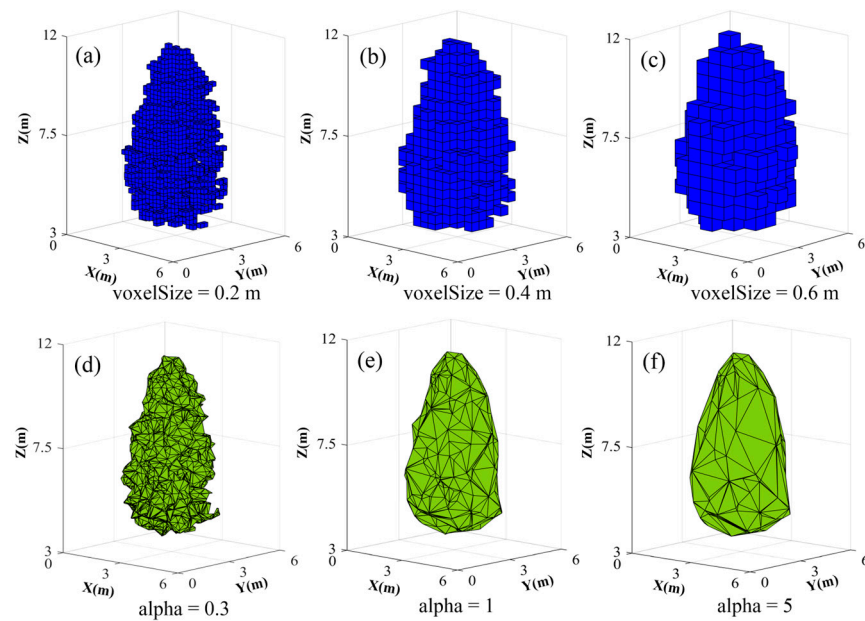 12
(a)
Z(m)
7.5
3
0
3
X(m)
6
0
3
Y(m)
6
voxelSize = 0.2 m
12
(b)
Z(m)
7.5
3
0
3
X(m)
6
0
3
Y(m)
6
voxelSize = 0.4 m
12
(c)
Z(m)
7.5
3
0
3
X(m)
6
0
3
Y(m)
6
voxelSize = 0.6 m
12
(d)
Z(m)
7.5
3
0
3
X(m)
6
0
3
Y(m)
6
alpha = 0.3
12
(e)
Z(m)
7.5
3
0
3
X(m)
6
0
3
Y(m)
6
alpha = 1
12
(f)
Z(m)
7.5
3
0
3
X(m)
6
0
3
Y(m)
6
alpha = 5